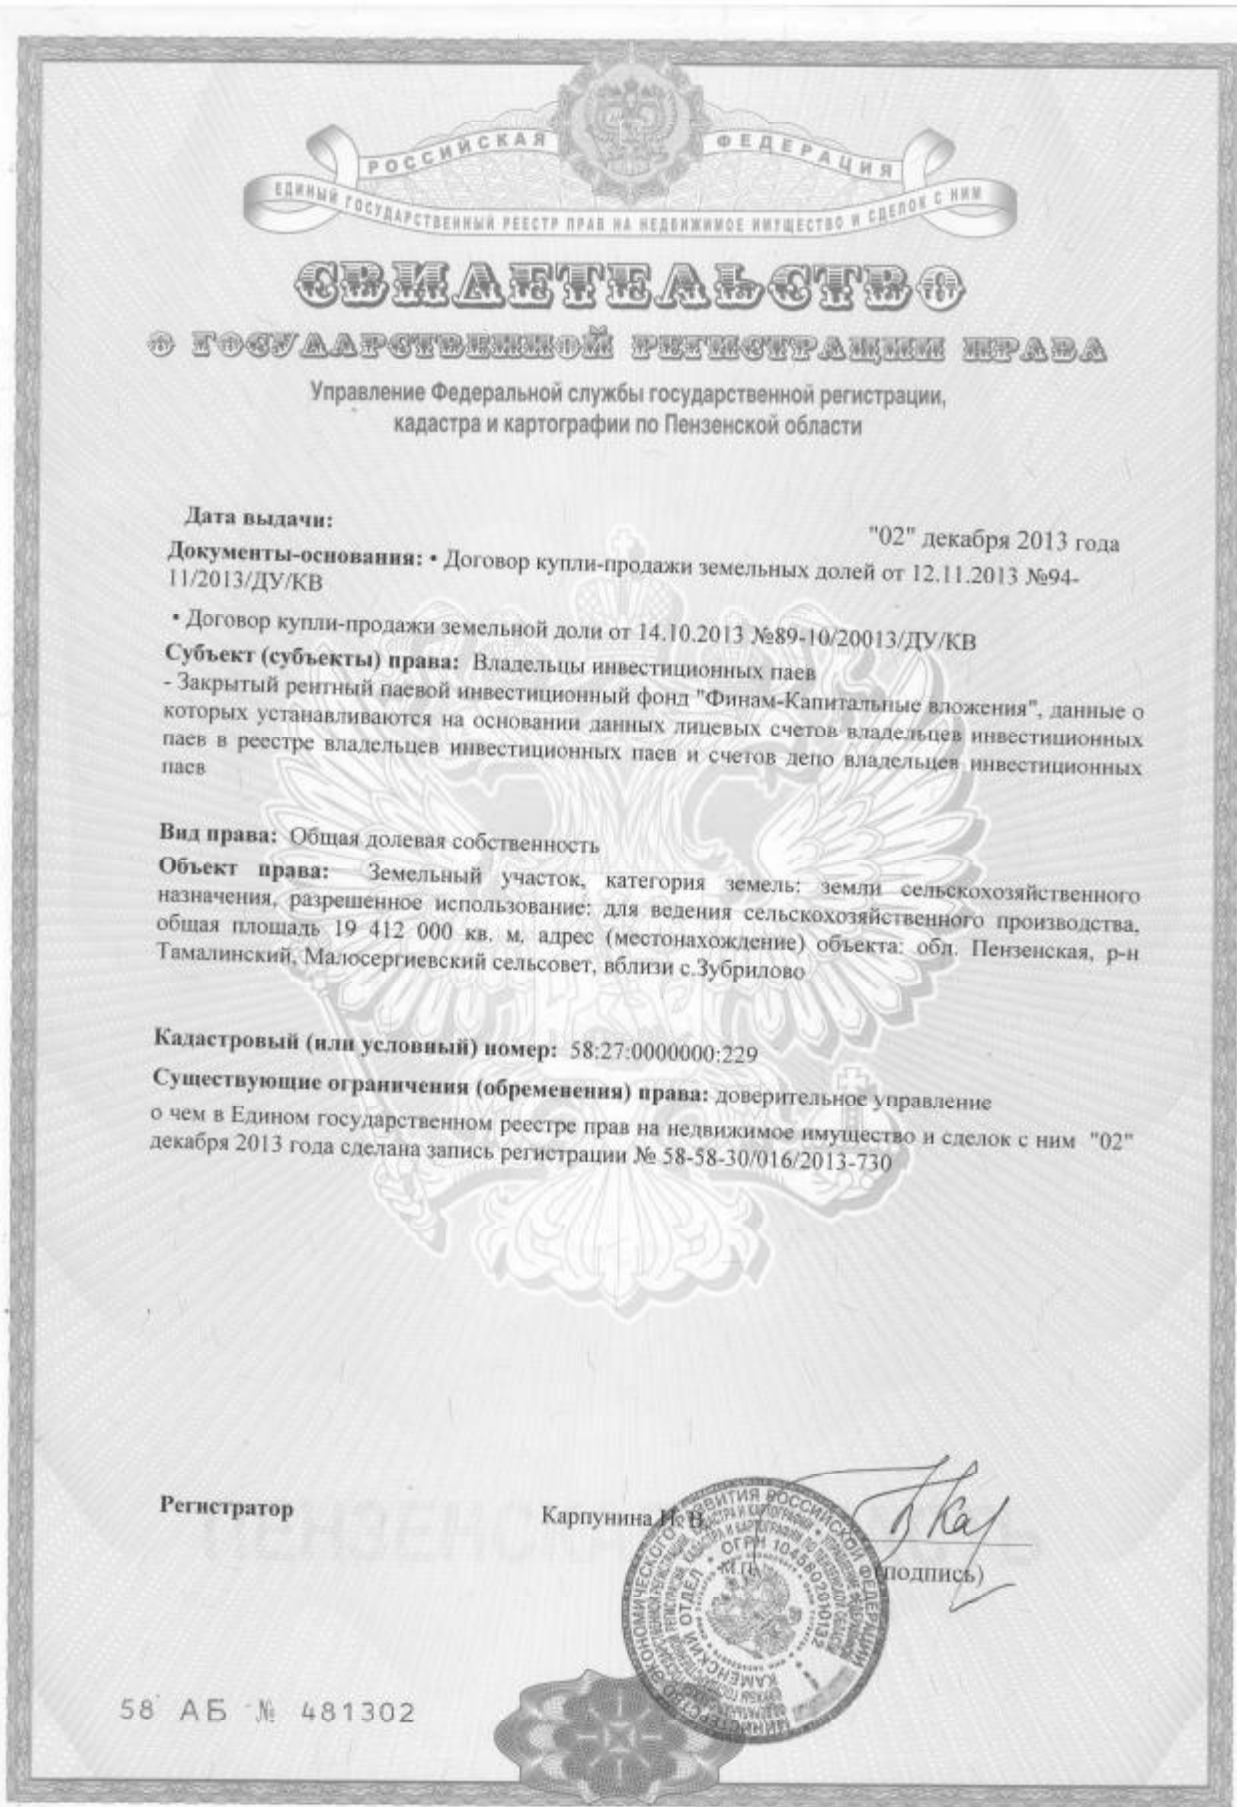 РОССИЙСКАЯ ФЕДЕРАЦИЯ
ЕДИНЫЙ ГОСУДАРСТВЕННЫЙ РЕЕСТР ПРАВ НА НЕДВИЖИМОЕ ИМУЩЕСТВО И СДЕЛОК С НИМ
СВИДЕТЕЛЬСТВО
О ГОСУДАРСТВЕННОЙ РЕГИСТРАЦИИ ПРАВА
Управление Федеральной службы государственной регистрации,
кадастра и картографии по Пензенской области
Дата выдачи:
"02" декабря 2013 года
Документы-основания: • Договор купли-продажи земельных долей от 12.11.2013 №94-
11/2013/ДУ/КВ
• Договор купли-продажи земельной доли от 14.10.2013 №89-10/20013/ДУ/КВ
Субъект (субъекты) права: Владельцы инвестиционных паев
- Закрытый рентный паевой инвестиционный фонд "Финам-Капитальные вложения", данные о
которых устанавливаются на основании данных лицевых счетов владельцев инвестиционных
паев в реестре владельцев инвестиционных паев и счетов депо владельцев инвестиционных
паев
Вид права: Общая долевая собственность
Объект права: Земельный участок, категория земель: земли сельскохозяйственного
назначения, разрешенное использование: для ведения сельскохозяйственного производства,
общая площадь 19 412 000 кв. м, адрес (местонахождение) объекта: обл. Пензенская, р-н
Тамалинский, Малосергиевский сельсовет, вблизи с.Зубрилово
Кадастровый (или условный) номер: 58:27:0000000:229
Существующие ограничения (обременения) права: доверительное управление
о чем в Едином государственном реестре прав на недвижимое имущество и сделок с ним "02"
декабря 2013 года сделана запись регистрации № 58-58-30/016/2013-730
Регистратор
Карпунина Н. В.
М.П.
(подпись)
КАМЕНСКИЙ ОТДЕЛ • ОГРН 1045802010132
58 АБ № 481302